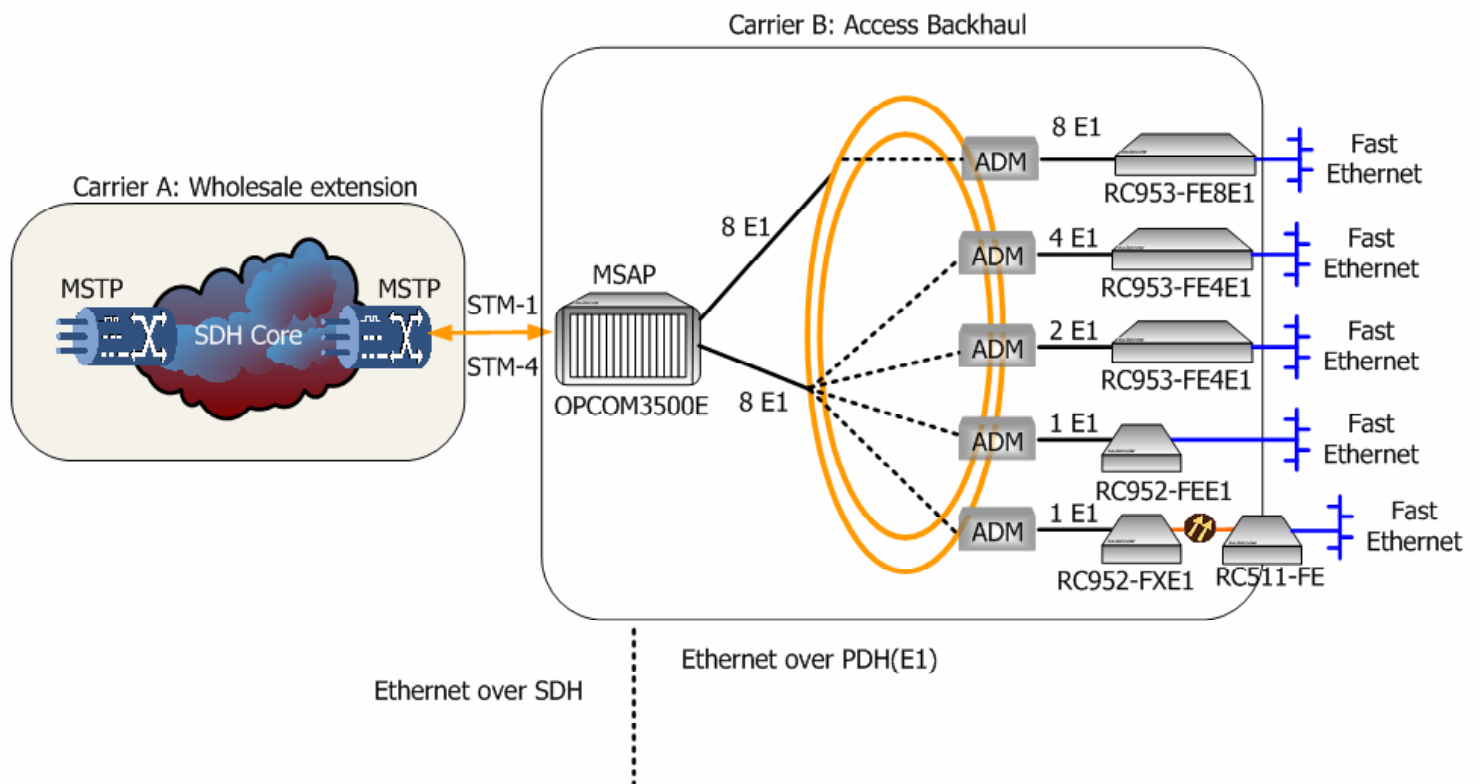 Carrier B: Access Backhaul
Carrier A: Wholesale extension
MSTP
SDH Core
MSTP
STM-1
STM-4
MSAP
OPCOM3500E
8 E1
8 E1
ADM
8 E1
RC953-FE8E1
Fast
Ethernet
ADM
4 E1
RC953-FE4E1
Fast
Ethernet
ADM
2 E1
RC953-FE4E1
Fast
Ethernet
ADM
1 E1
RC952-FEE1
Fast
Ethernet
ADM
1 E1
RC952-FXE1
RC511-FE
Fast
Ethernet
Ethernet over SDH
Ethernet over PDH(E1)